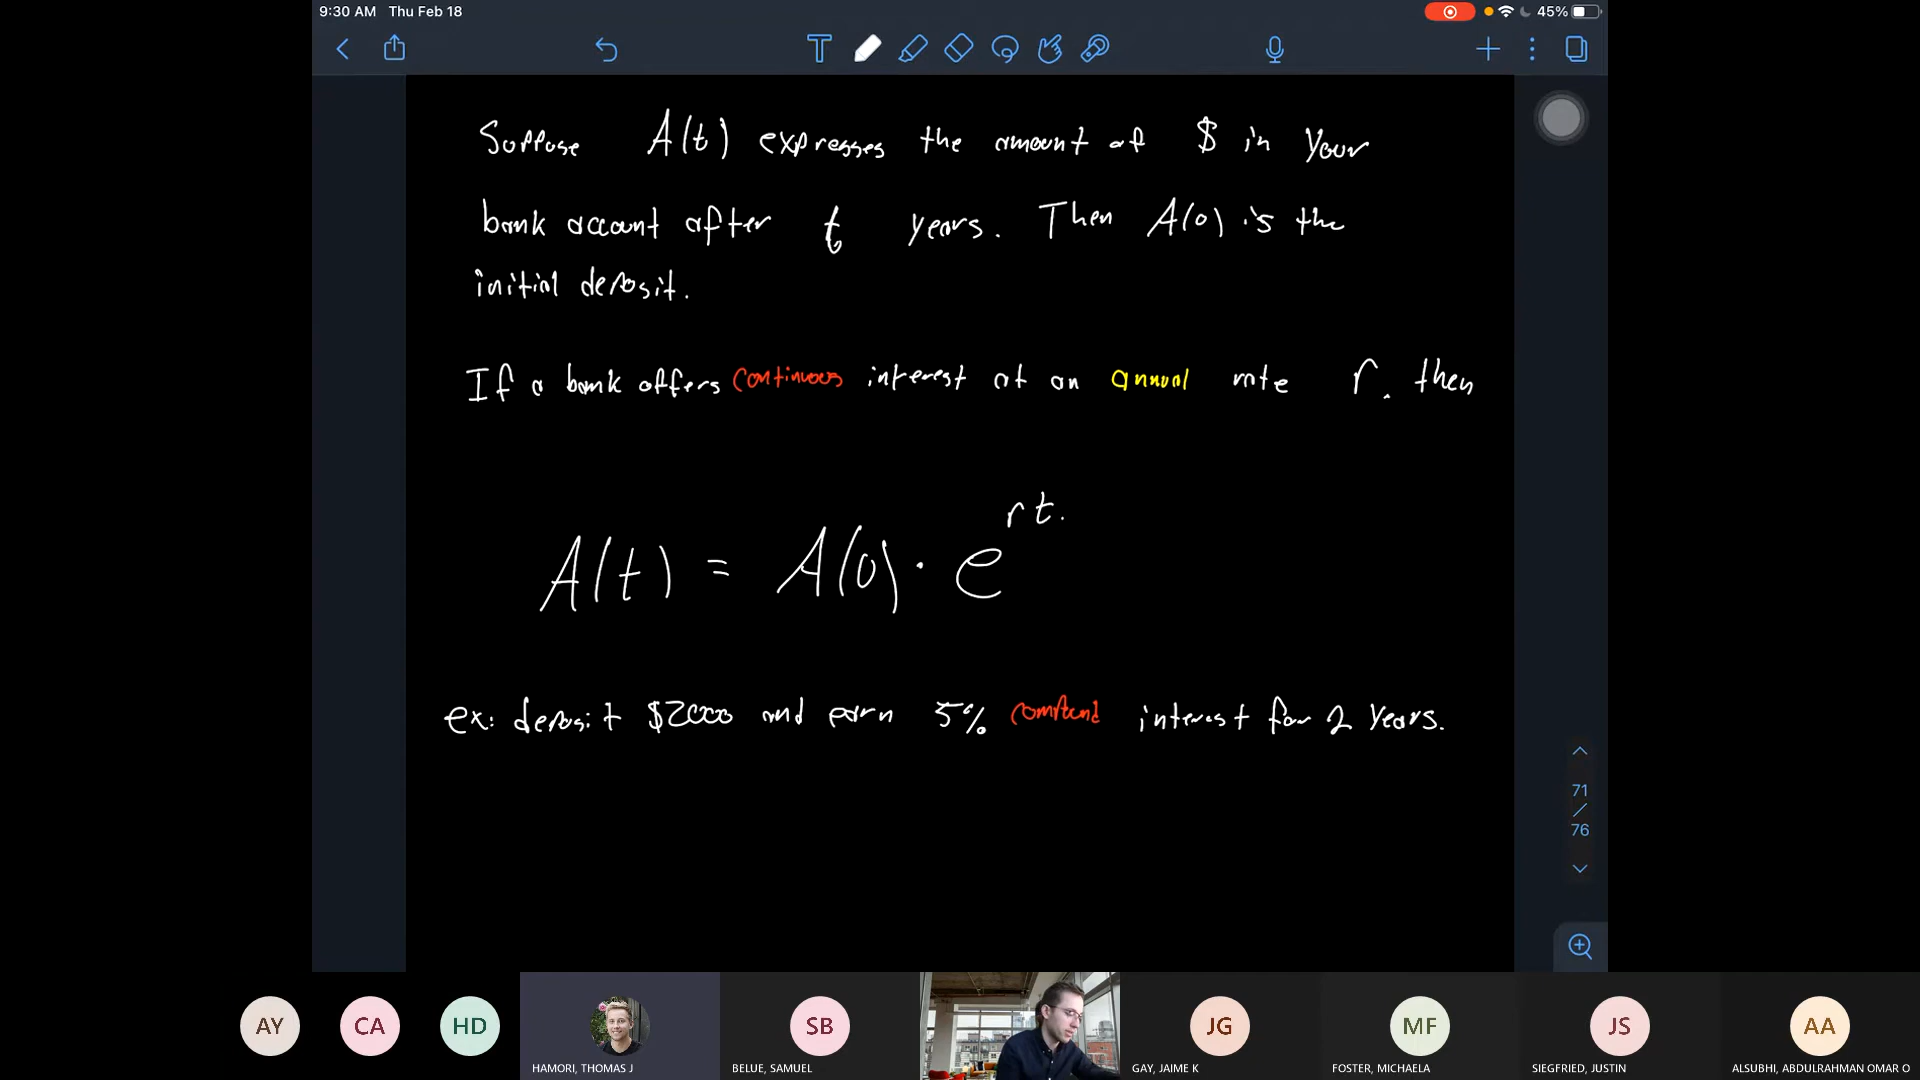 9:30 AM Thu Feb 18
45%
Suppose A(t) expresses the amount of $ in your
bank account after t years. Then A(0) is the
initial deposit.
If a bank offers continuous interest at an annual rate r. then
A(t) = A(0) · e^{rt}.
ex: deposit $2000 and earn 5% compound interest for 2 years.
71
/
76
AY CA HD SB JG MF JS AA
HAMORI, THOMAS J BELUE, SAMUEL GAY, JAIME K FOSTER, MICHAELA SIEGFRIED, JUSTIN ALSUBHI, ABDULRAHMAN OMAR O